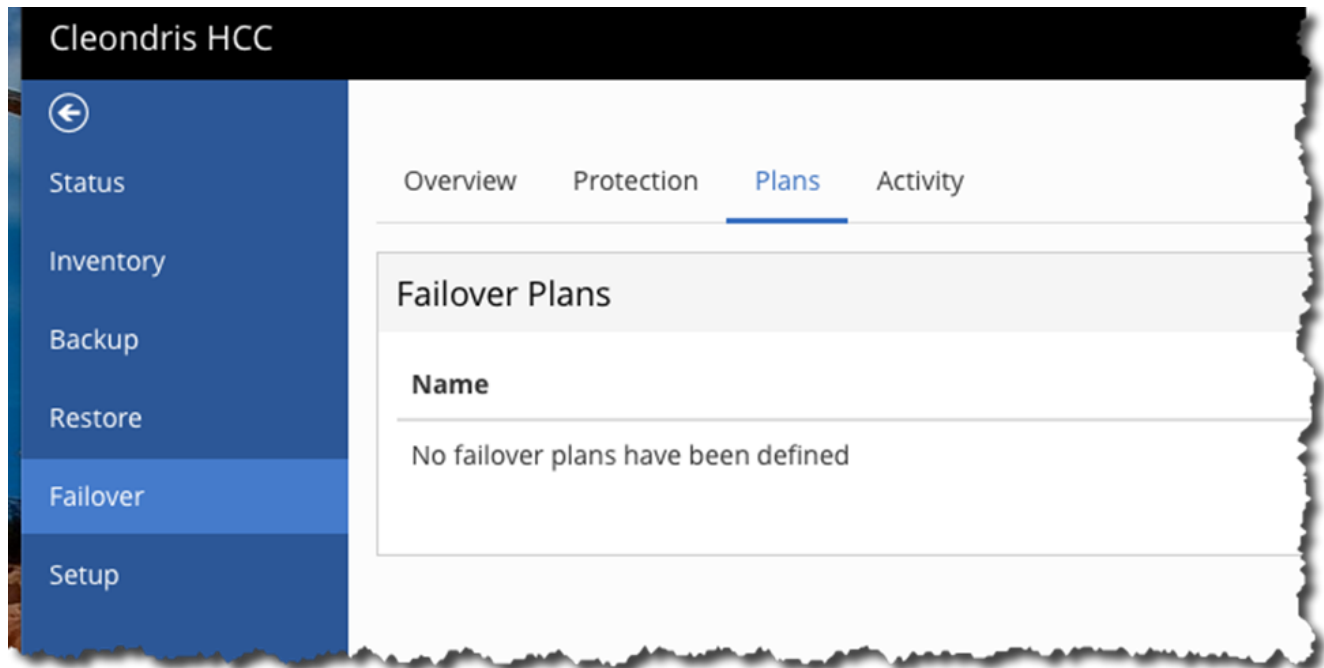 Cleondris HCC
Status
Inventory
Backup
Restore
Failover
Setup
Overview Protection Plans Activity
Failover Plans
Name
No failover plans have been defined